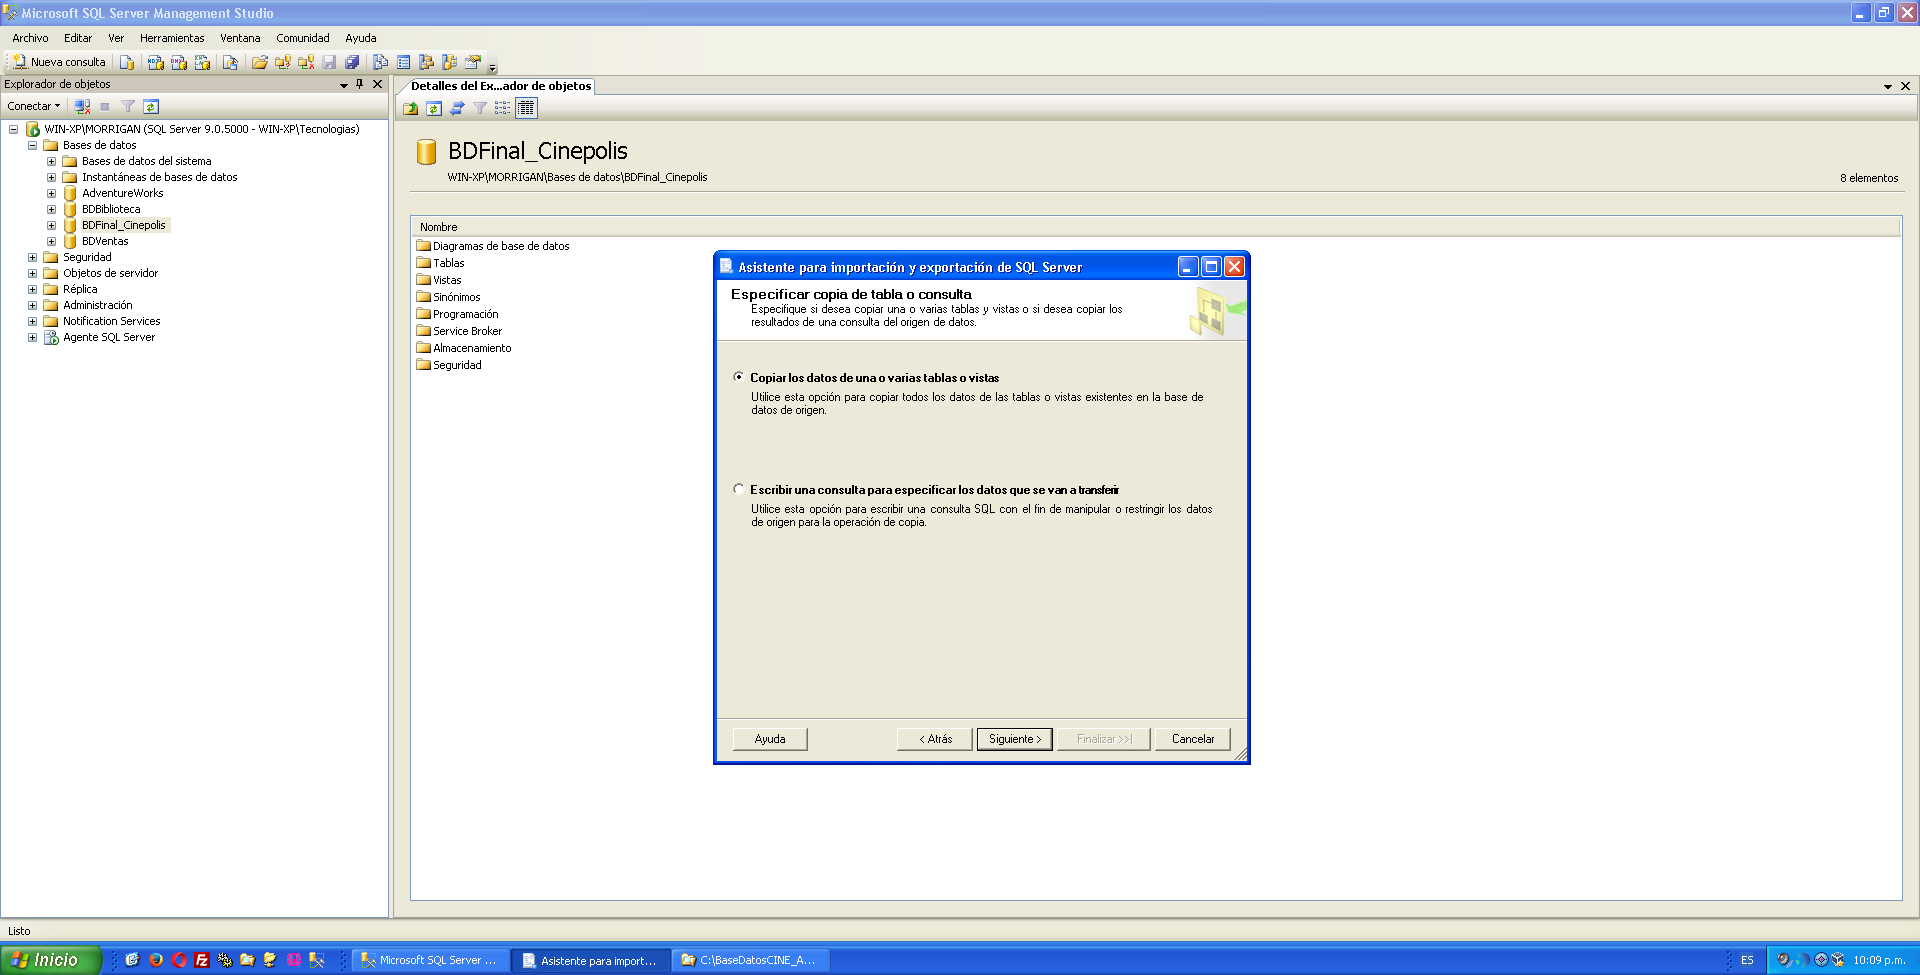 Microsoft SQL Server Management Studio
Archivo Editar Ver Herramientas Ventana Comunidad Ayuda
Nueva consulta
Explorador de objetos
Conectar
WIN-XP\MORRIGAN (SQL Server 9.0.5000 - WIN-XP\Tecnologias)
Bases de datos
Bases de datos del sistema
Instantáneas de bases de datos
AdventureWorks
BDBiblioteca
BDFinal_Cinepolis
BDVentas
Seguridad
Objetos de servidor
Réplica
Administración
Notification Services
Agente SQL Server
Detalles del Ex...ador de objetos
BDFinal_Cinepolis
WIN-XP\MORRIGAN\Bases de datos\BDFinal_Cinepolis
8 elementos
Nombre
Diagramas de base de datos
Tablas
Vistas
Sinónimos
Programación
Service Broker
Almacenamiento
Seguridad
Asistente para importación y exportación de SQL Server
Especificar copia de tabla o consulta
Especifique si desea copiar una o varias tablas y vistas o si desea copiar los
resultados de una consulta del origen de datos.
Copiar los datos de una o varias tablas o vistas
Utilice esta opción para copiar todos los datos de las tablas o vistas existentes en la base de
datos de origen.
Escribir una consulta para especificar los datos que se van a transferir
Utilice esta opción para escribir una consulta SQL con el fin de manipular o restringir los datos
de origen para la operación de copia.
Ayuda < Atrás Siguiente > Finalizar >>| Cancelar
Listo
Inicio Microsoft SQL Server ... Asistente para import... C:\BaseDatosCINE_A... ES 10:09 p.m.